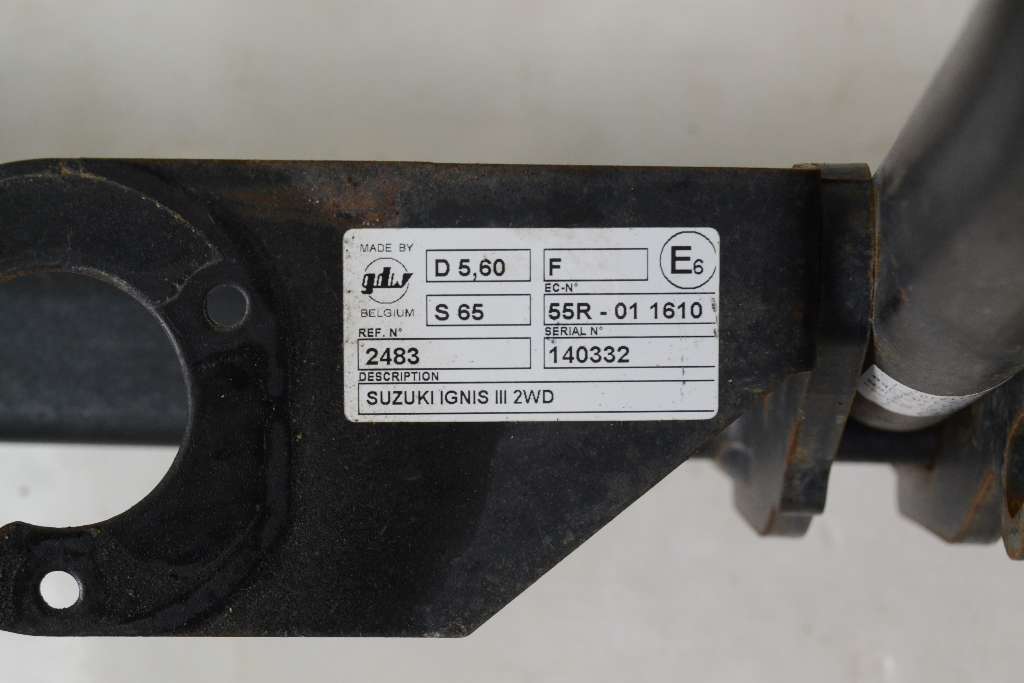 MADE BY
gdw
BELGIUM
D 5,60
F
E6
S 65
EC-N°
55R - 01 1610
REF. N°
2483
SERIAL N°
140332
DESCRIPTION
SUZUKI IGNIS III 2WD